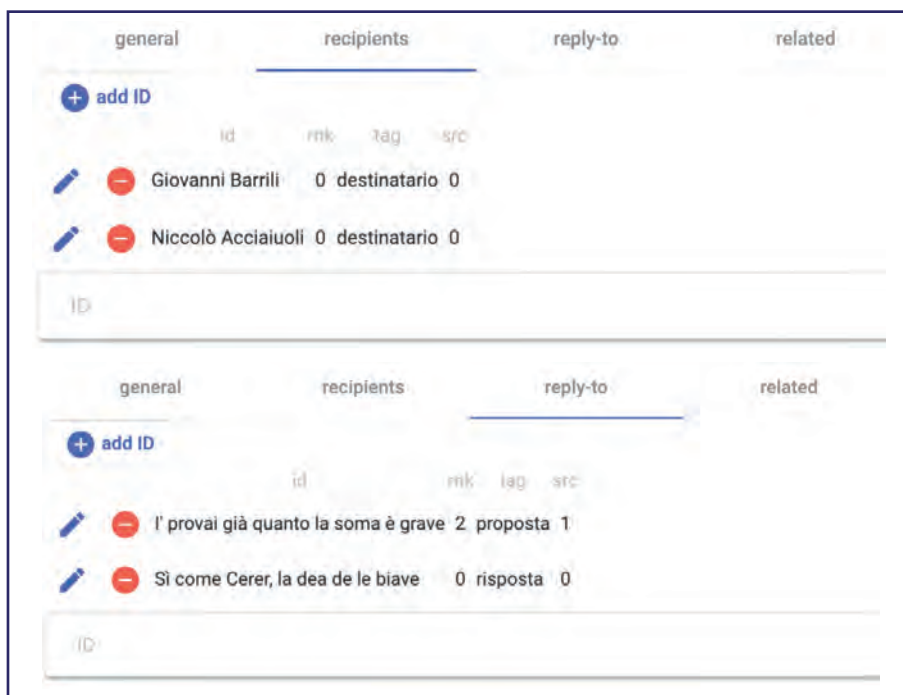 general recipients reply-to related
add ID
id rnk tag src
Giovanni Barrili 0 destinatario 0
Niccolò Acciaiuoli 0 destinatario 0
ID
general recipients reply-to related
add ID
id rnk tag src
I' provai già quanto la soma è grave 2 proposta 1
Sì come Cerer, la dea de le biave 0 risposta 0
ID